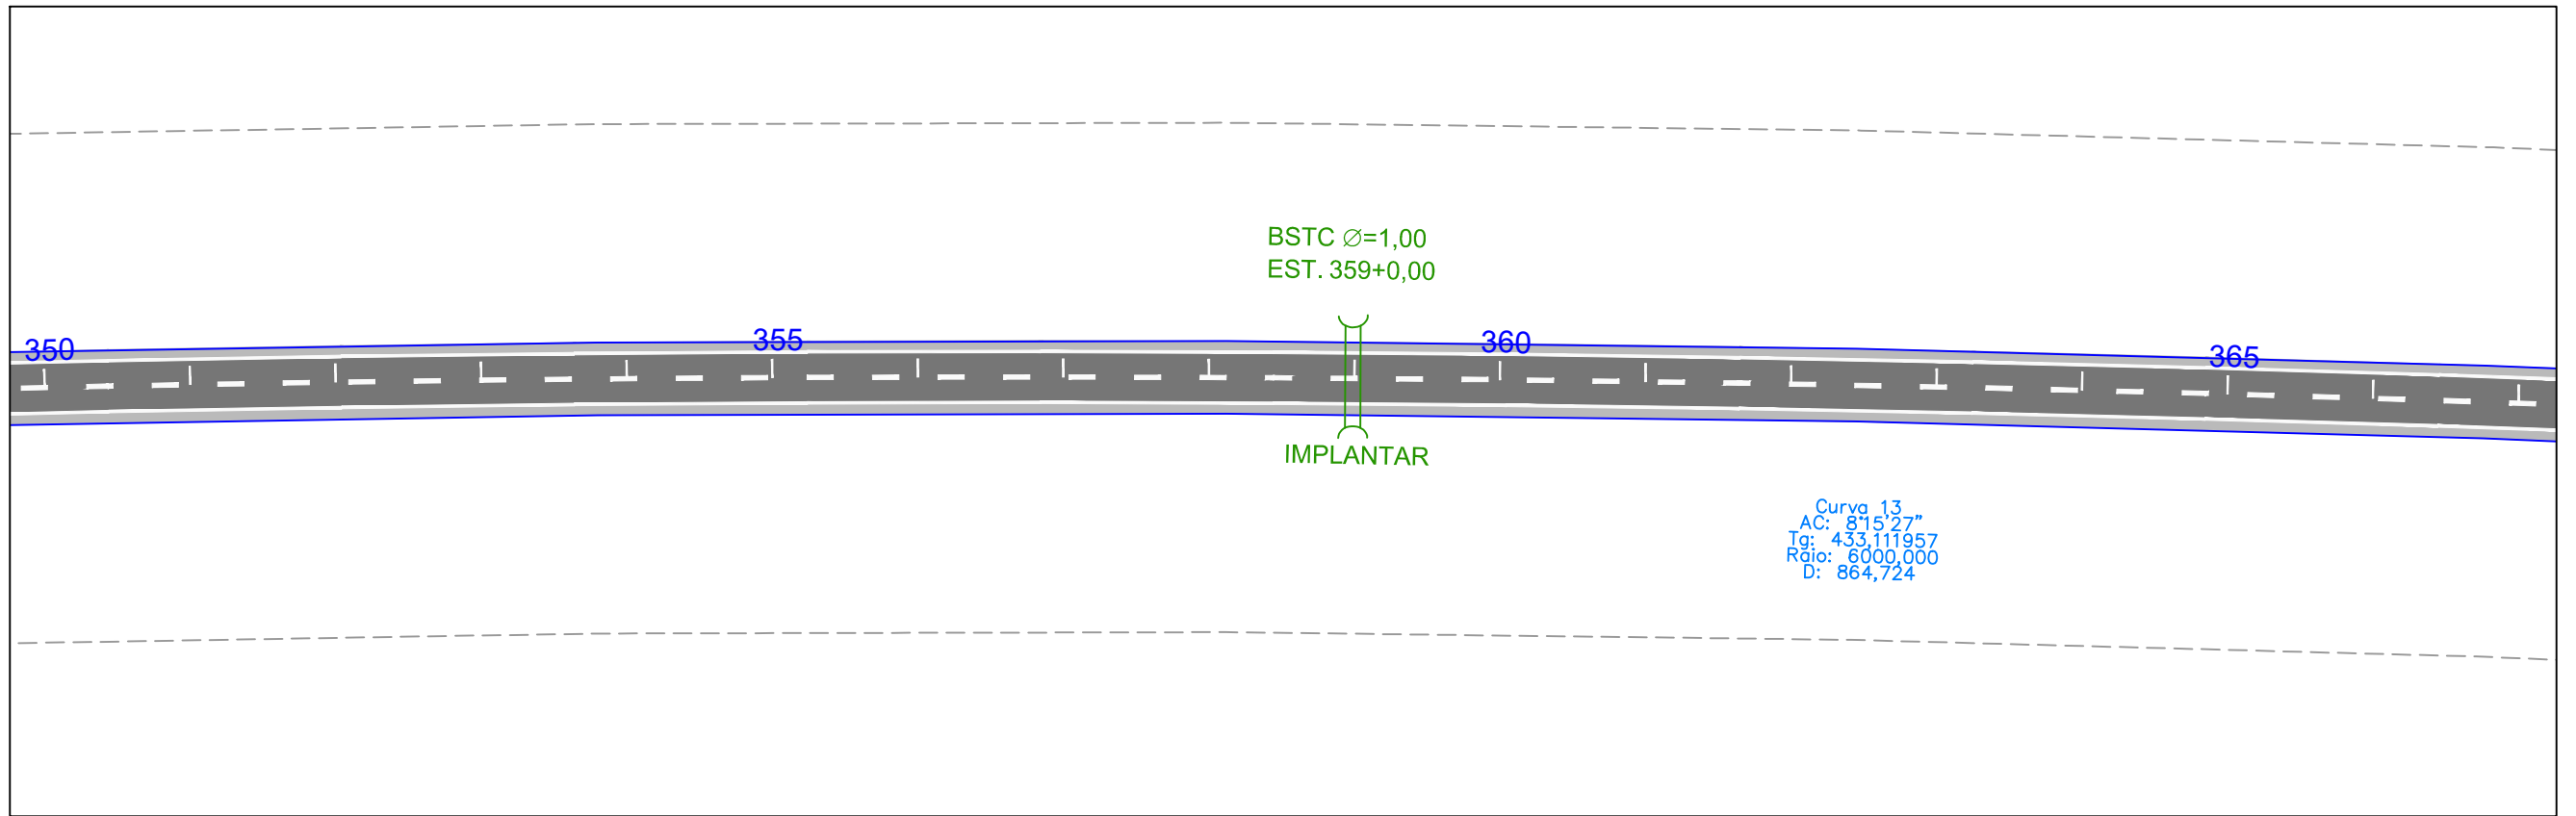 BSTC ∅=1,00
EST. 359+0,00
350
355
360
365
IMPLANTAR
Curva 13
AC: 8°15'27"
Tg: 433,111957
Raio: 6000,000
D: 864,724